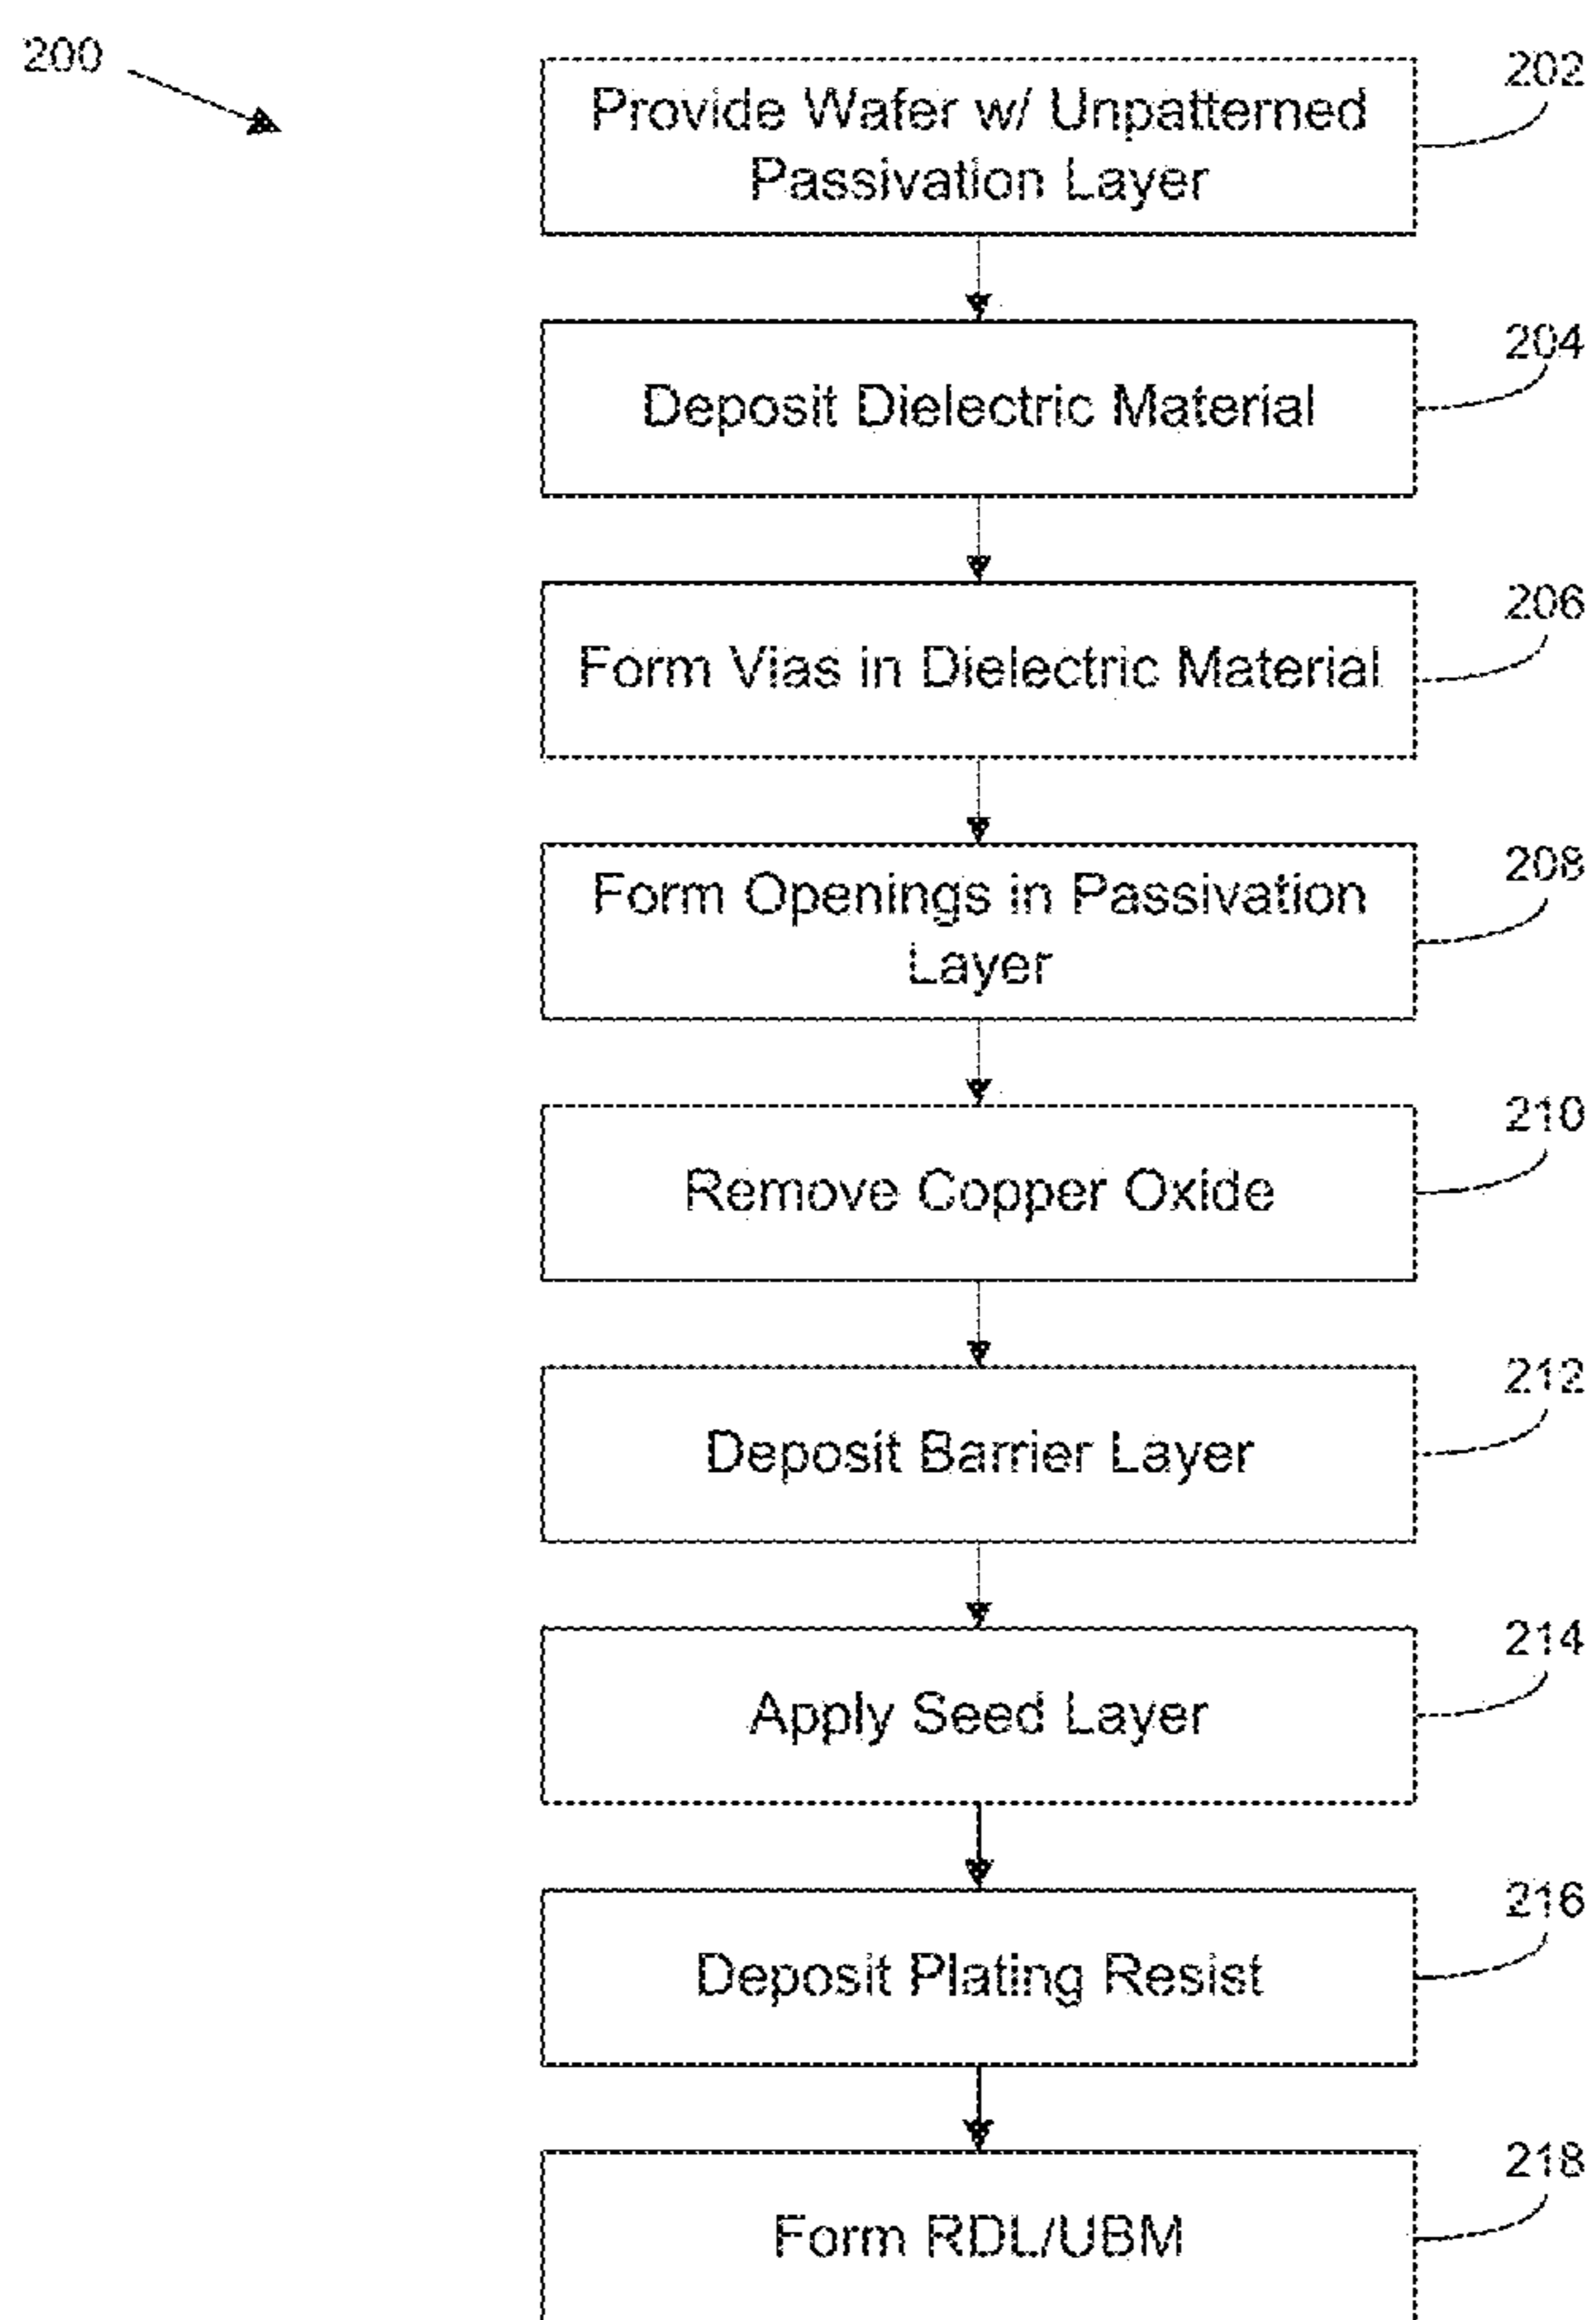 200
202
Provide Wafer w/ Unpatterned
Passivation Layer
204
Deposit Dielectric Material
206
Form Vias in Dielectric Material
208
Form Openings in Passivation
Layer
210
Remove Copper Oxide
212
Deposit Barrier Layer
214
Apply Seed Layer
216
Deposit Plating Resist
218
Form RDL/UBM